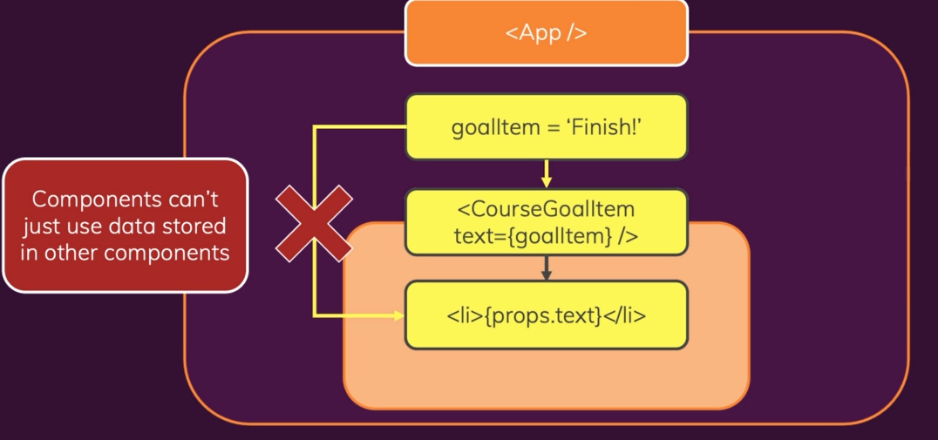 <App />
goalItem = ‘Finish!’
Components can’t
just use data stored
in other components
<CourseGoalItem
text={goalItem} />
<li>{props.text}</li>